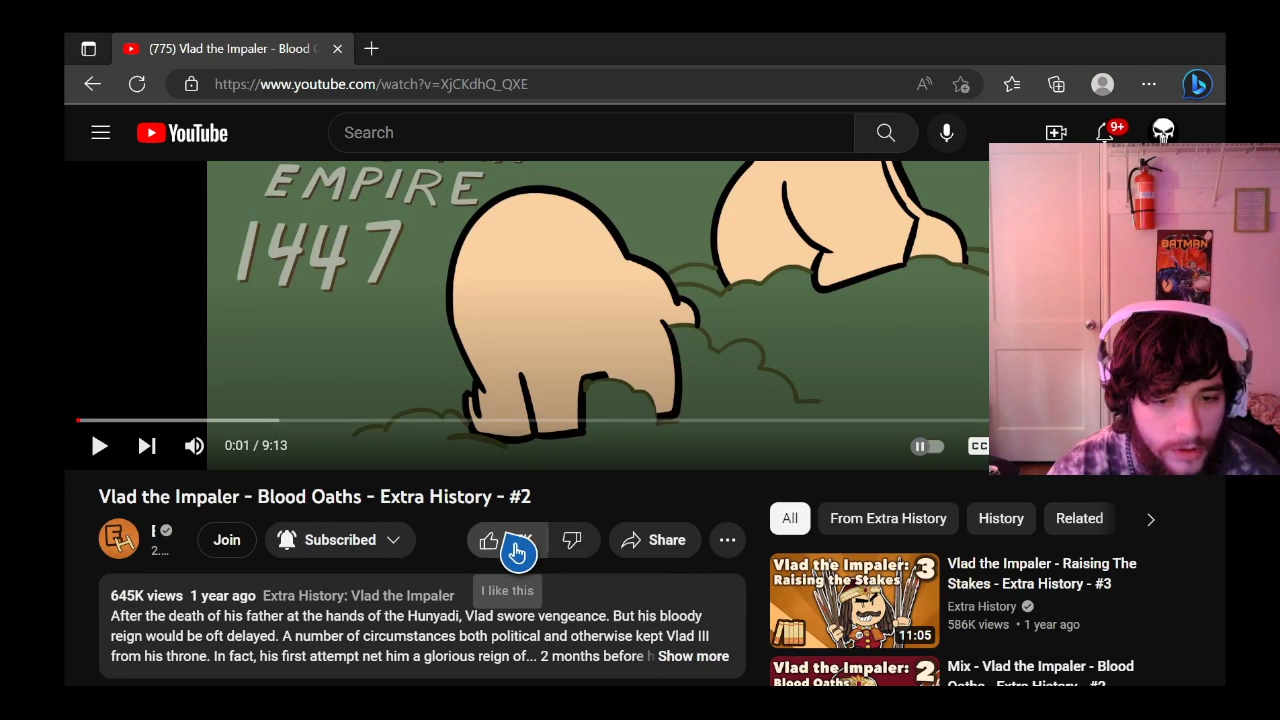 (775) Vlad the Impaler - Blood
https://www.youtube.com/watch?v=XjCKdhQ_QXE
YouTube
Search
9+
EMPIRE
1447
BATMAN
0:01 / 9:13
CC
Vlad the Impaler - Blood Oaths - Extra History - #2
EH
2....
Join
Subscribed
Share
I like this
645K views 1 year ago Extra History: Vlad the Impaler
After the death of his father at the hands of the Hunyadi, Vlad swore vengeance. But his bloody
reign would be oft delayed. A number of circumstances both political and otherwise kept Vlad III
from his throne. In fact, his first attempt net him a glorious reign of... 2 months before h Show more
All
From Extra History
History
Related
Vlad the Impaler: 3
Raising the Stakes
11:05
Vlad the Impaler - Raising The
Stakes - Extra History - #3
Extra History
586K views • 1 year ago
Vlad the Impaler: 2
Blood Oaths
Mix - Vlad the Impaler - Blood
Oaths - Extra History - #2